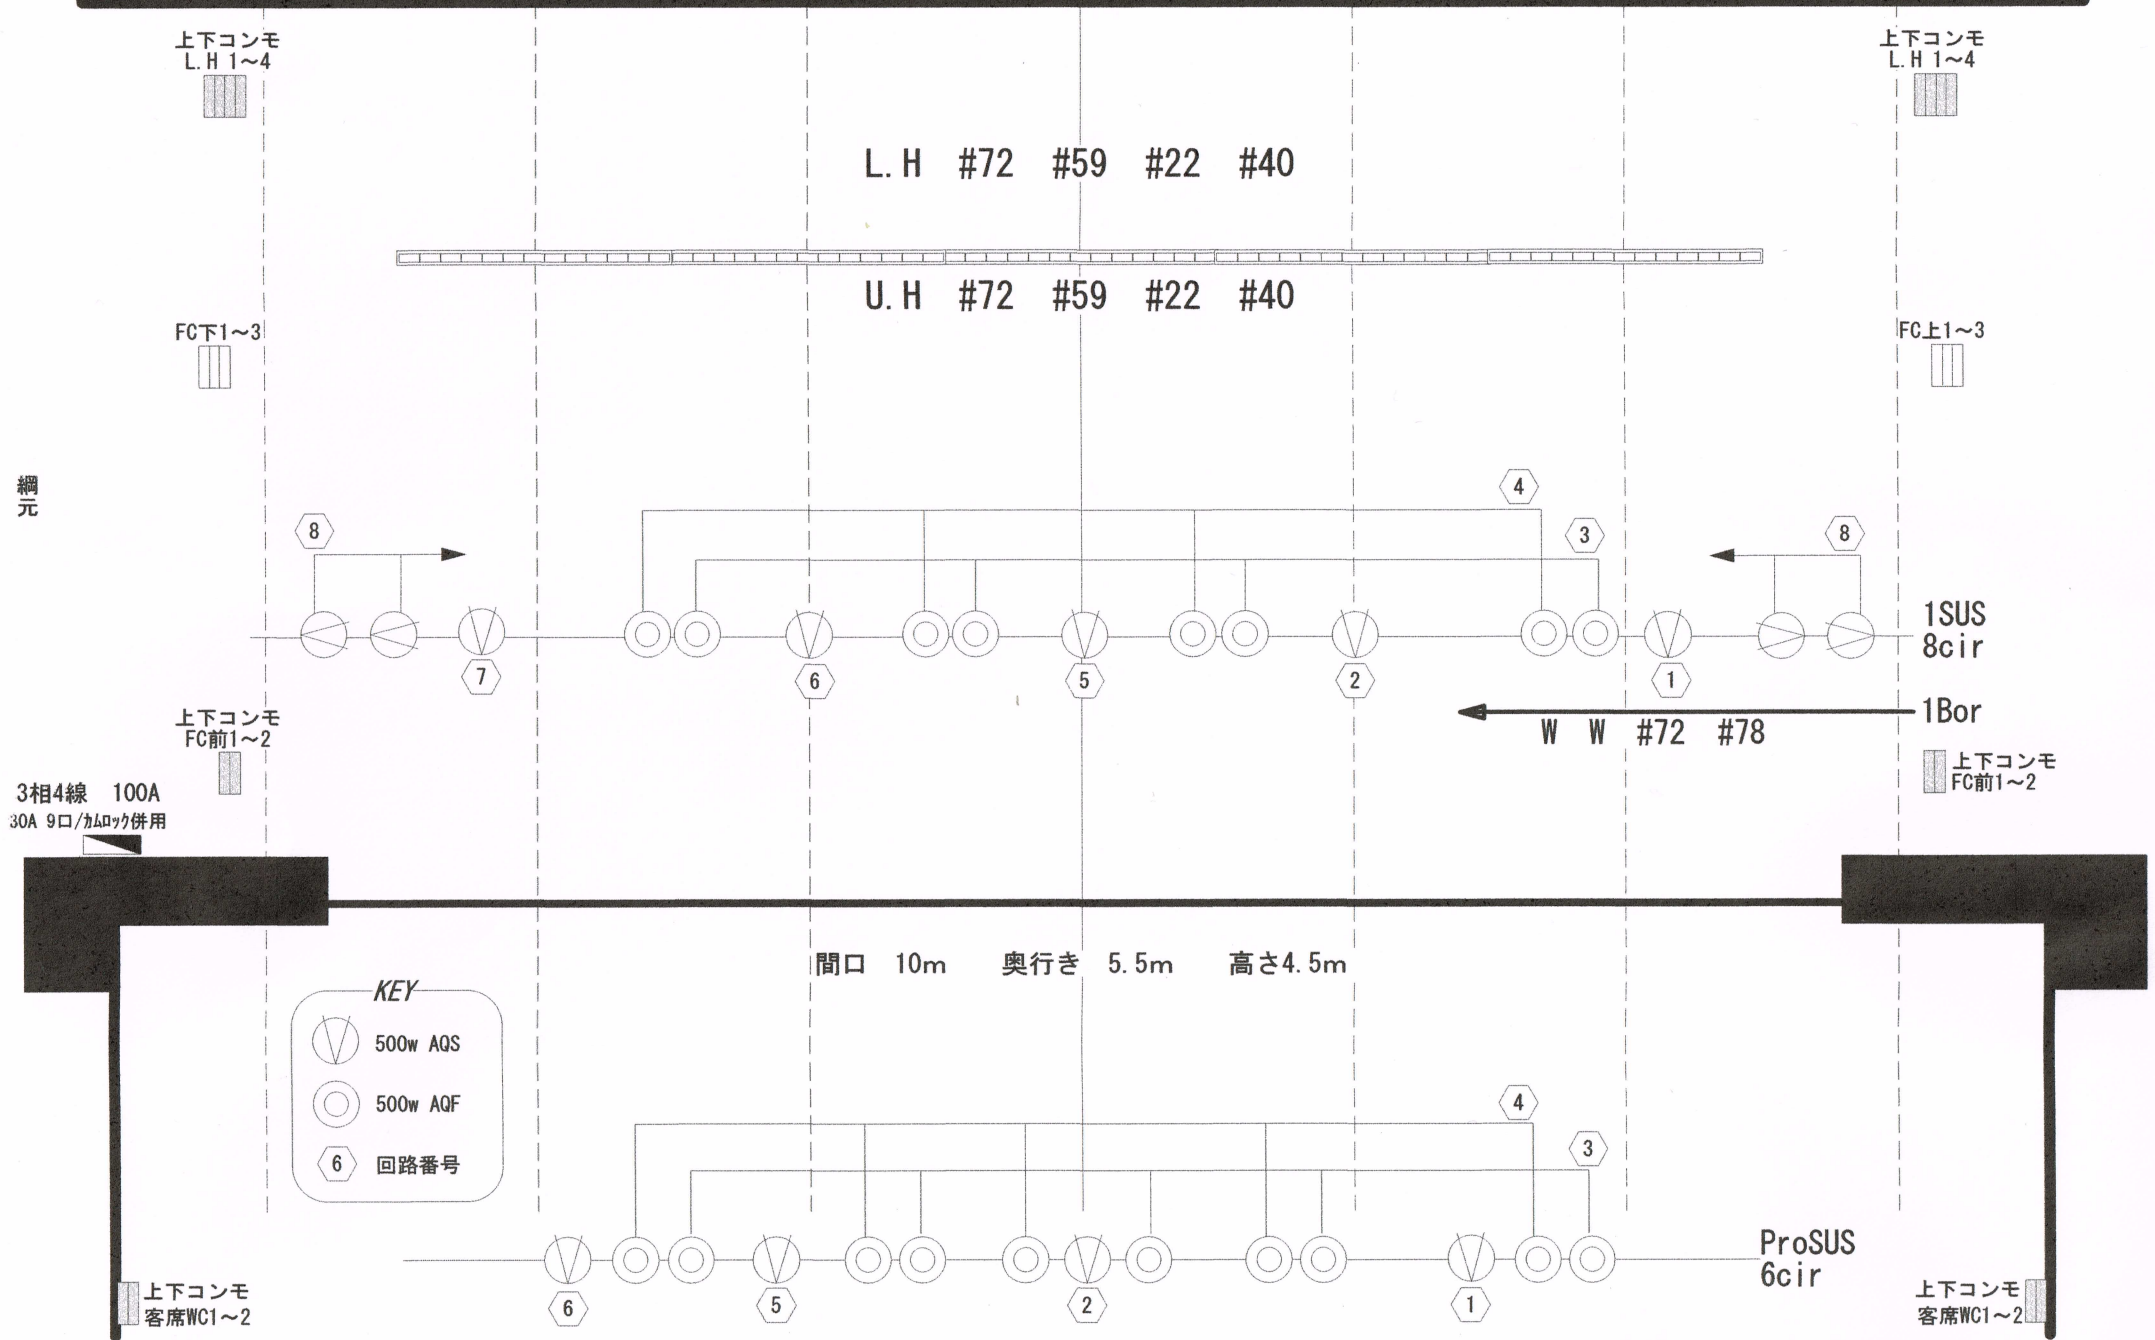 上下コンモ
L.H 1～4
上下コンモ
L.H 1～4
L.H #72 #59 #22 #40
U.H #72 #59 #22 #40
FC下1～3
FC上1～3
綱元
4
8
3
8
1SUS
8cir
7
6
5
2
1
1Bor
W W #72 #78
上下コンモ
FC前1～2
上下コンモ
FC前1～2
3相4線 100A
30A 9口/ｶﾑﾛｯｸ併用
間口 10m 奥行き 5.5m 高さ4.5m
KEY
500w AQS
500w AQF
6 回路番号
4
3
ProSUS
6cir
6
5
2
1
上下コンモ
客席WC1～2
上下コンモ
客席WC1～2